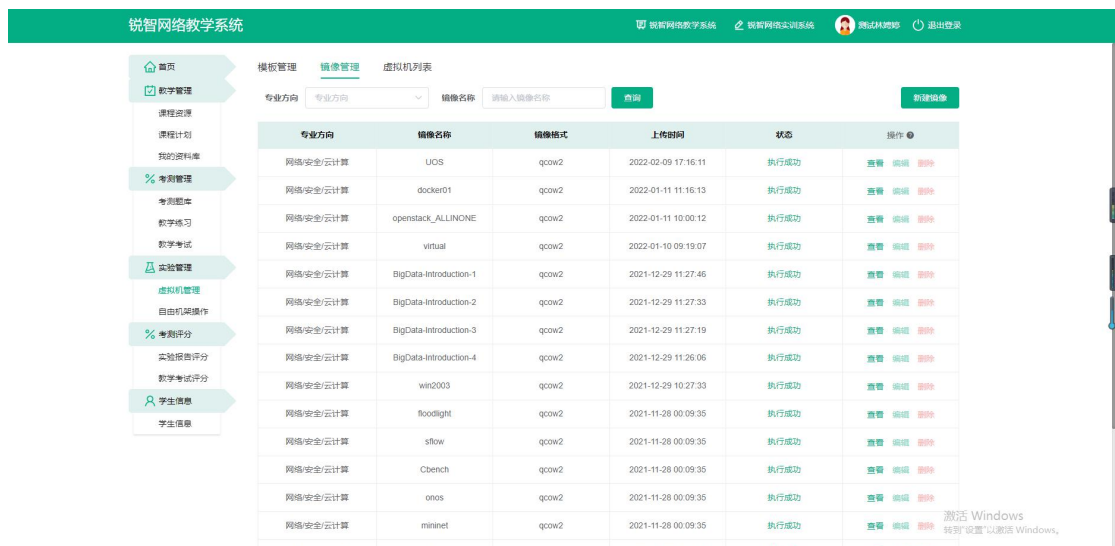 锐智网络教学系统 锐智网络教学系统 锐智网络实训系统 测试林娉婷 退出登录
首页
教学管理
课程资源
课程计划
我的资料库
考测管理
考测题库
教学练习
教学考试
实验管理
虚拟机管理
自由机架操作
考测评分
实验报告评分
教学考试评分
学生信息
学生信息
模板管理 镜像管理 虚拟机列表
专业方向 专业方向 镜像名称 请输入镜像名称 查询 新建镜像
专业方向 镜像名称 镜像格式 上传时间 状态 操作
网络/安全/云计算 UOS qcow2 2022-02-09 17:16:11 执行成功 查看 编辑 删除
网络/安全/云计算 docker01 qcow2 2022-01-11 11:16:13 执行成功 查看 编辑 删除
网络/安全/云计算 openstack_ALLINONE qcow2 2022-01-11 10:00:12 执行成功 查看 编辑 删除
网络/安全/云计算 virtual qcow2 2022-01-10 09:19:07 执行成功 查看 编辑 删除
网络/安全/云计算 BigData-Introduction-1 qcow2 2021-12-29 11:27:46 执行成功 查看 编辑 删除
网络/安全/云计算 BigData-Introduction-2 qcow2 2021-12-29 11:27:33 执行成功 查看 编辑 删除
网络/安全/云计算 BigData-Introduction-3 qcow2 2021-12-29 11:27:19 执行成功 查看 编辑 删除
网络/安全/云计算 BigData-Introduction-4 qcow2 2021-12-29 11:26:06 执行成功 查看 编辑 删除
网络/安全/云计算 win2003 qcow2 2021-12-29 10:27:33 执行成功 查看 编辑 删除
网络/安全/云计算 floodlight qcow2 2021-11-28 00:09:35 执行成功 查看 编辑 删除
网络/安全/云计算 sflow qcow2 2021-11-28 00:09:35 执行成功 查看 编辑 删除
网络/安全/云计算 Cbench qcow2 2021-11-28 00:09:35 执行成功 查看 编辑 删除
网络/安全/云计算 onos qcow2 2021-11-28 00:09:35 执行成功 查看 编辑 删除
网络/安全/云计算 mininet qcow2 2021-11-28 00:09:35 执行成功 查看 编辑 删除
激活 Windows
转到"设置"以激活 Windows。